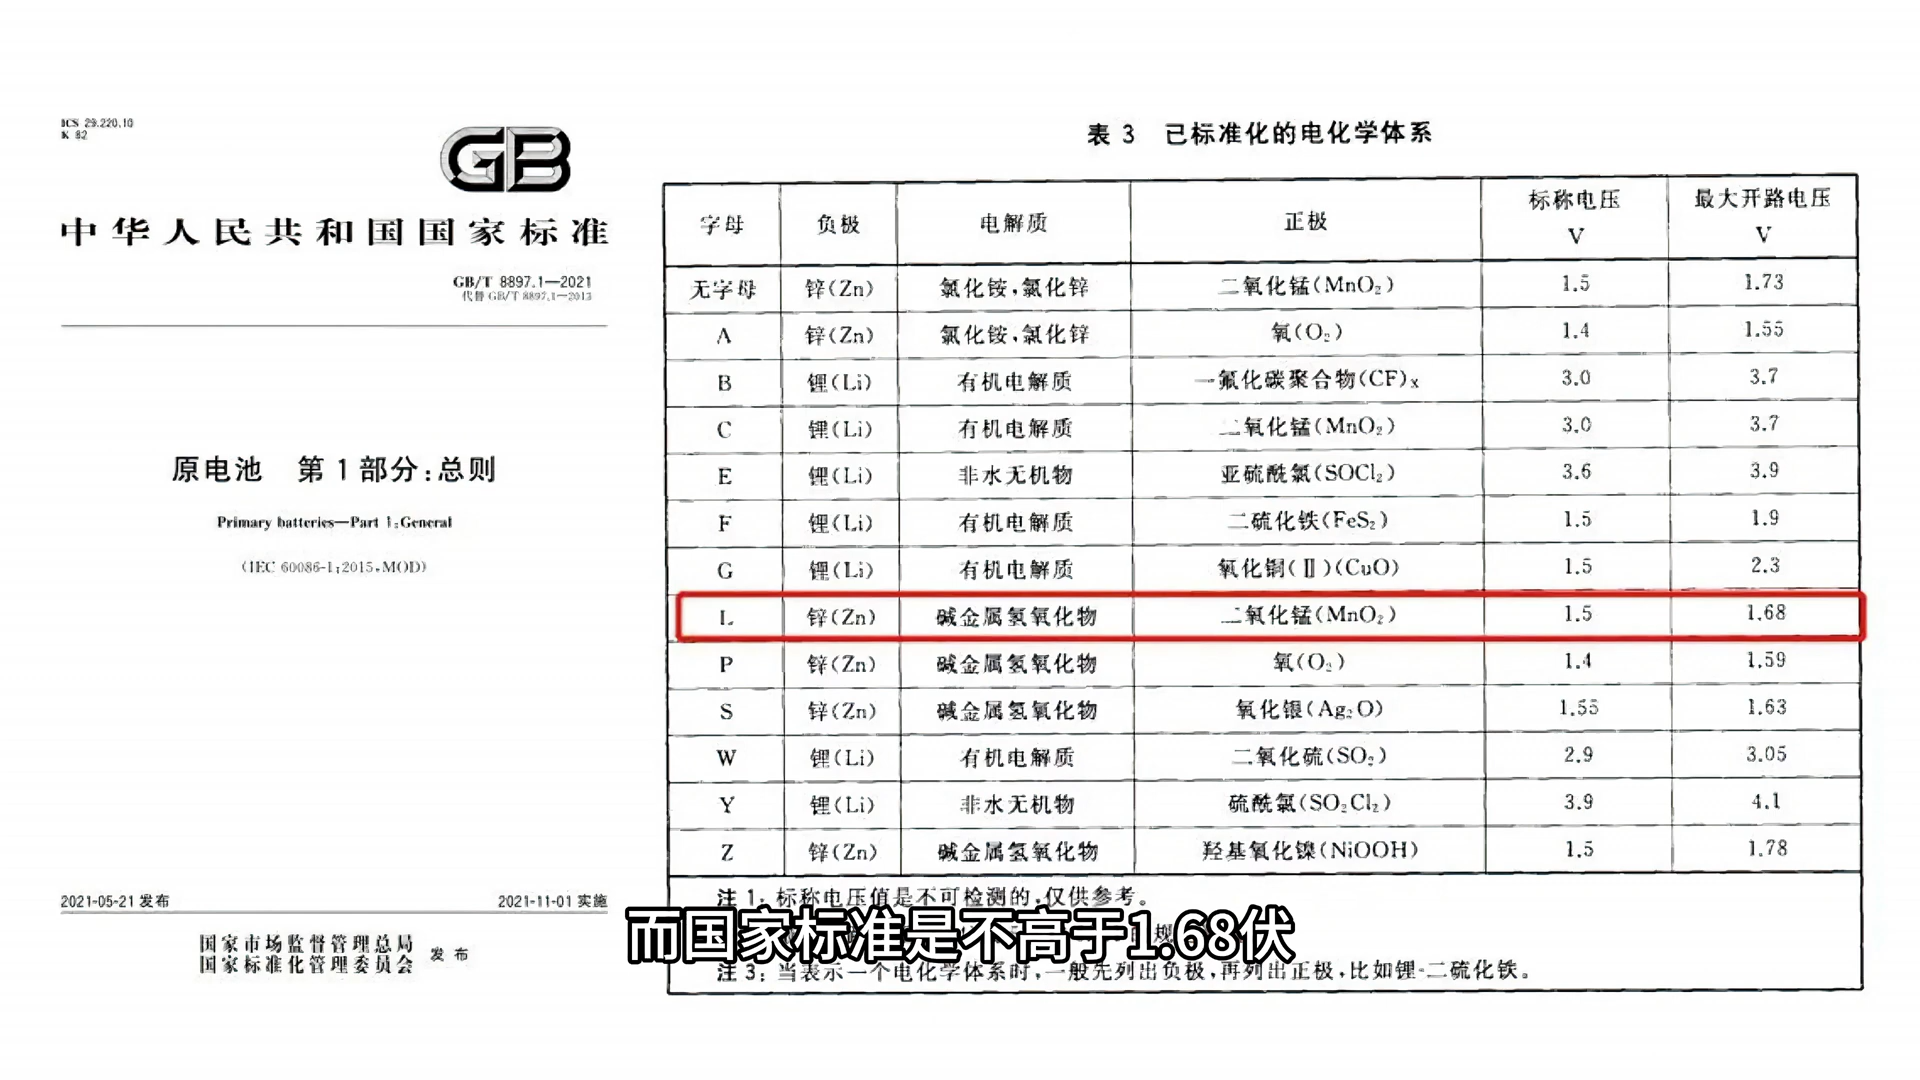 ICS 29.220.10
K 82
GB
中华人民共和国国家标准
GB/T 8897.1—2021
代替 GB/T 8897.1—2013
原电池 第1部分:总则
Primary batteries—Part 1:General
(IEC 60086-1:2015,MOD)
2021-05-21 发布 2021-11-01 实施
国家市场监督管理总局
国家标准化管理委员会 发布
表 3 已标准化的电化学体系
字母 负极 电解质 正极 标称电压 V 最大开路电压 V
无字母 锌(Zn) 氯化铵,氯化锌 二氧化锰(MnO₂) 1.5 1.73
A 锌(Zn) 氯化铵,氯化锌 氧(O₂) 1.4 1.55
B 锂(Li) 有机电解质 一氟化碳聚合物(CF)x 3.0 3.7
C 锂(Li) 有机电解质 二氧化锰(MnO₂) 3.0 3.7
E 锂(Li) 非水无机物 亚硫酰氯(SOCl₂) 3.6 3.9
F 锂(Li) 有机电解质 二硫化铁(FeS₂) 1.5 1.9
G 锂(Li) 有机电解质 氧化铜(Ⅱ)(CuO) 1.5 2.3
L 锌(Zn) 碱金属氢氧化物 二氧化锰(MnO₂) 1.5 1.68
P 锌(Zn) 碱金属氢氧化物 氧(O₂) 1.4 1.59
S 锌(Zn) 碱金属氢氧化物 氧化银(Ag₂O) 1.55 1.63
W 锂(Li) 有机电解质 二氧化硫(SO₂) 2.9 3.05
Y 锂(Li) 非水无机物 硫酰氯(SO₂Cl₂) 3.9 4.1
Z 锌(Zn) 碱金属氢氧化物 羟基氧化镍(NiOOH) 1.5 1.78
注 1: 标称电压值是不可检测的,仅供参考。
而国家标准是不高于1.68伏
注 3: 当表示一个电化学体系时,一般先列出负极,再列出正极,比如锂-二硫化铁。